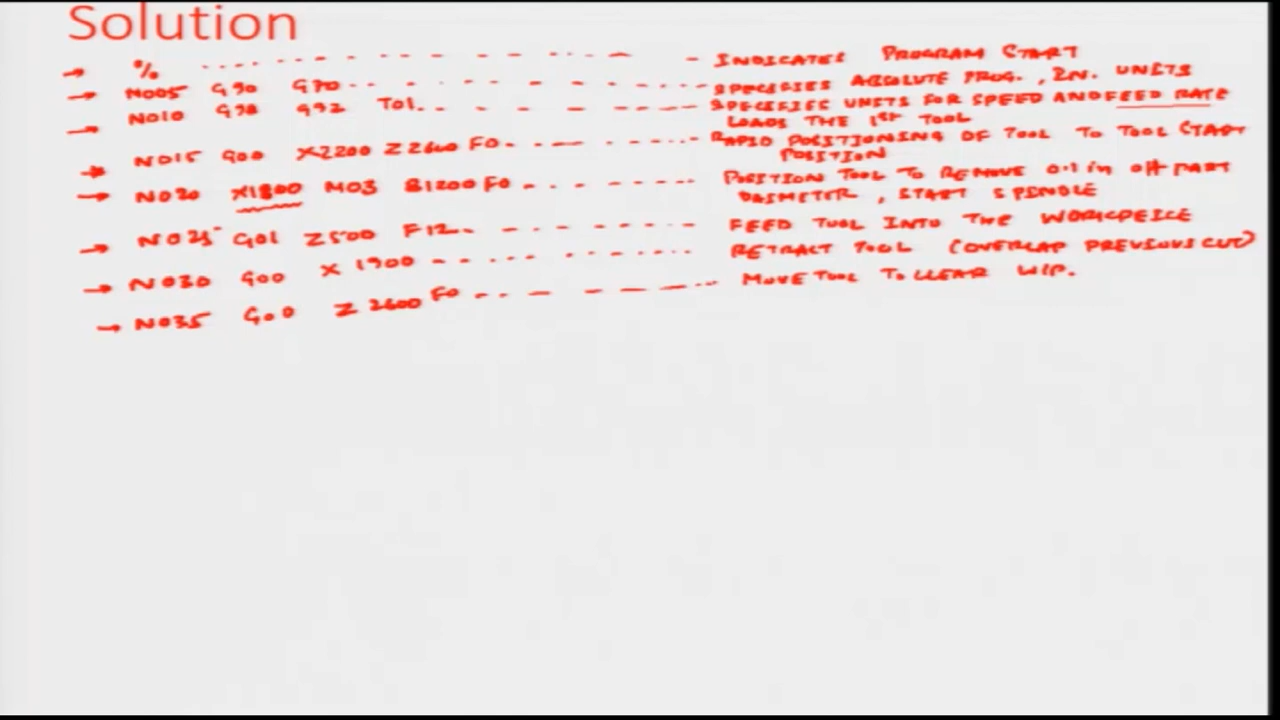 Solution
% - INDICATES PROGRAM START
N005 G90 G70 - SPECIFIES ABSOLUTE PROG., IN. UNITS
N010 G98 G97 T01 - SPECIFIES UNITS FOR SPEED AND FEED RATE
LOADS THE 1ST TOOL
N015 G00 X2200 Z2600 F0 - RAPID POSITIONING OF TOOL TO TOOL START
POSITION
N020 X1800 M03 S1200 F0 POSITION TOOL TO REMOVE 0.1 in OFF PART
DAIMETER, START SPINDLE
N025 G01 Z500 F12 FEED TOOL INTO THE WORKPEICE
N030 G00 X1900 RETRACT TOOL (OVERLAP PREVIOUS CUT)
N035 G00 Z2600 F0 MOVE TOOL TO CLEAR W/P.